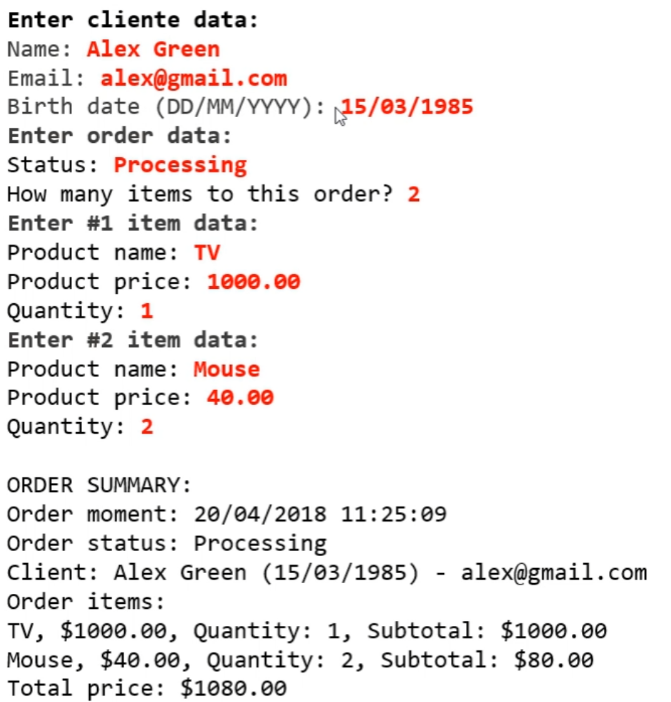 Enter cliente data:
Name: Alex Green
Email: alex@gmail.com
Birth date (DD/MM/YYYY): 15/03/1985
Enter order data:
Status: Processing
How many items to this order? 2
Enter #1 item data:
Product name: TV
Product price: 1000.00
Quantity: 1
Enter #2 item data:
Product name: Mouse
Product price: 40.00
Quantity: 2
ORDER SUMMARY:
Order moment: 20/04/2018 11:25:09
Order status: Processing
Client: Alex Green (15/03/1985) - alex@gmail.com
Order items:
TV, $1000.00, Quantity: 1, Subtotal: $1000.00
Mouse, $40.00, Quantity: 2, Subtotal: $80.00
Total price: $1080.00